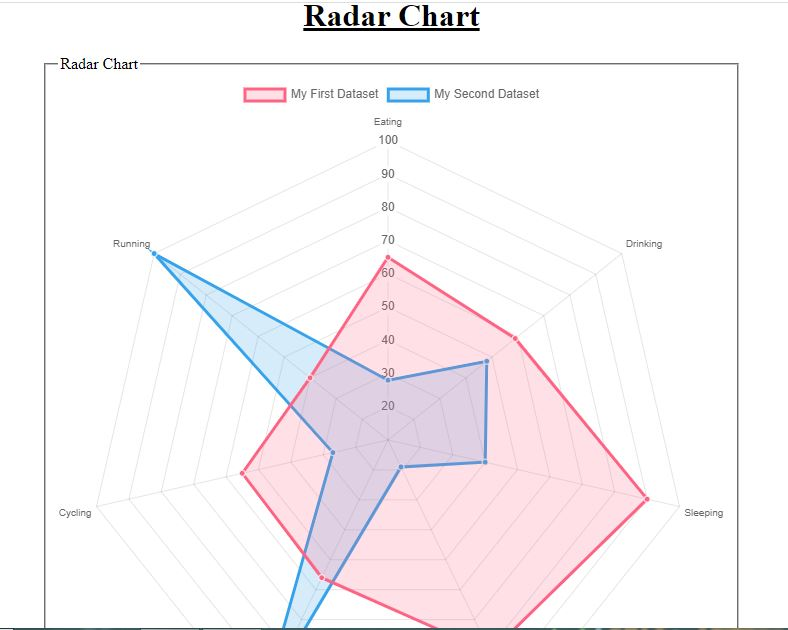 Radar Chart
Radar Chart
My First Dataset My Second Dataset
Eating
100
90
80
70
60
50
40
30
20
Running
Drinking
Cycling
Sleeping